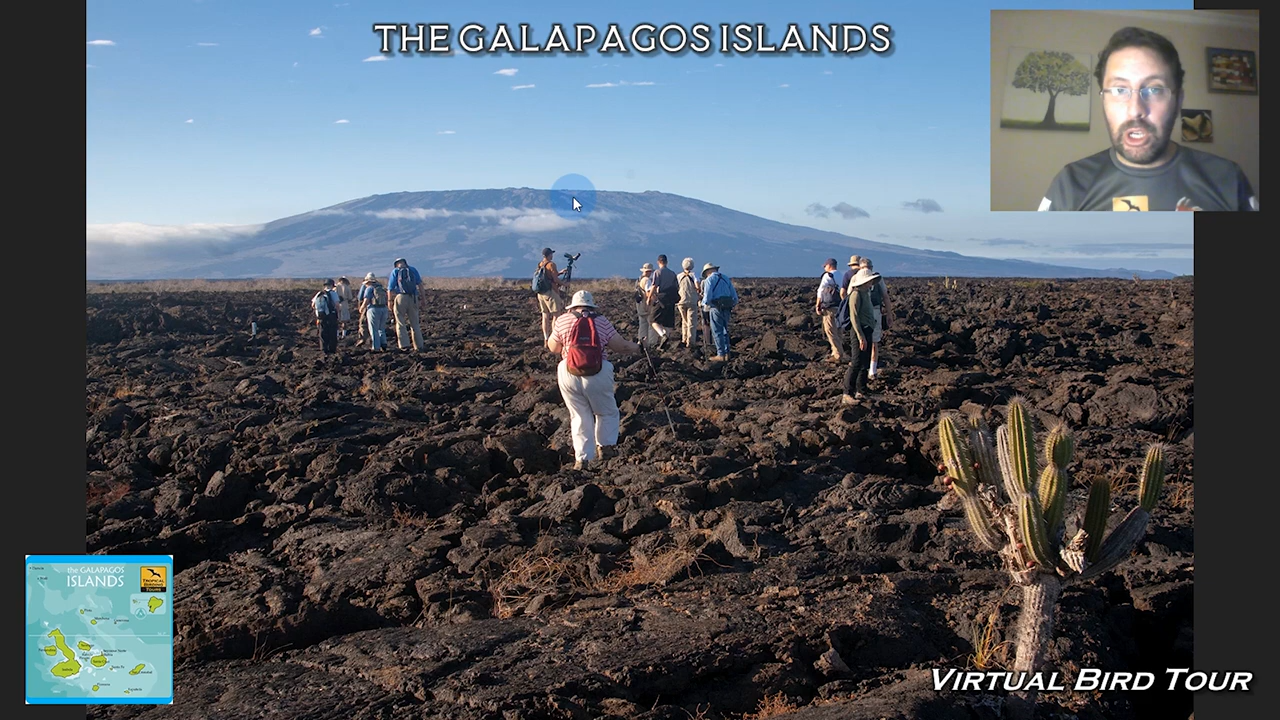 THE GALAPAGOS ISLANDS
the GALAPAGOS
ISLANDS
TROPICAL
BIRDING
TOURS
VIRTUAL BIRD TOUR